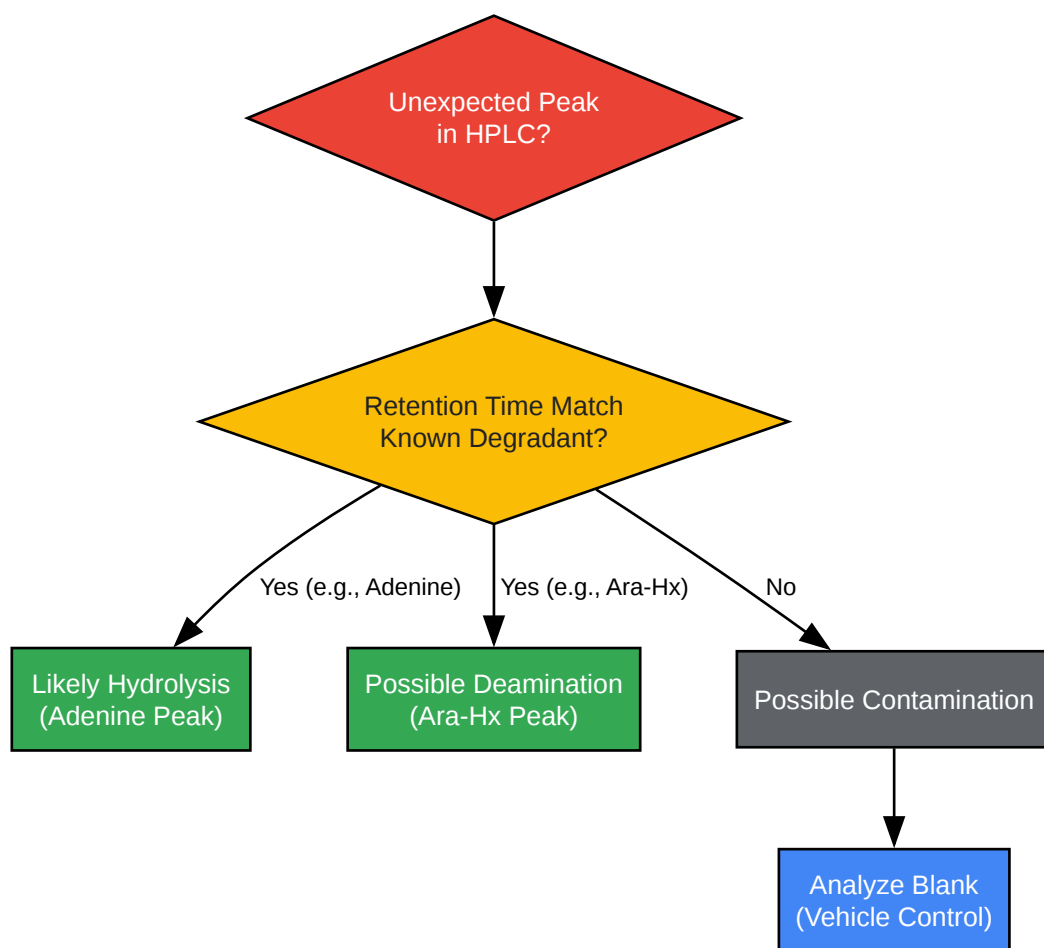 Unexpected Peak
in HPLC?
Retention Time Match
Known Degradant?
Yes (e.g., Adenine)
Yes (e.g., Ara-Hx)
No
Likely Hydrolysis
(Adenine Peak)
Possible Deamination
(Ara-Hx Peak)
Possible Contamination
Analyze Blank
(Vehicle Control)